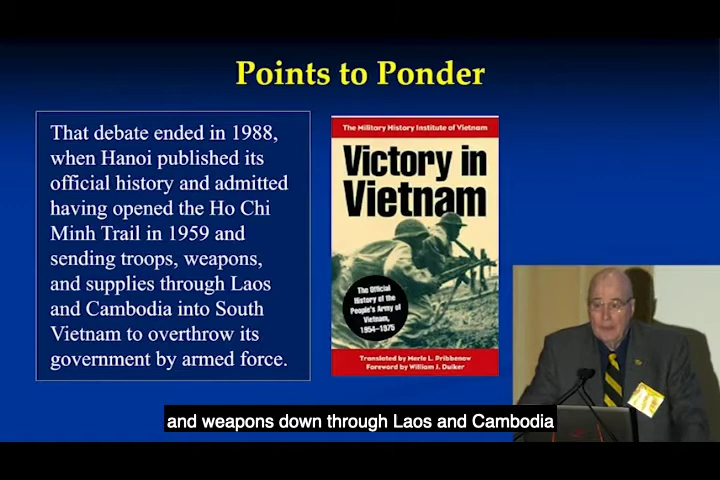 Points to Ponder
That debate ended in 1988,
when Hanoi published its
official history and admitted
having opened the Ho Chi
Minh Trail in 1959 and
sending troops, weapons,
and supplies through Laos
and Cambodia into South
Vietnam to overthrow its
government by armed force.
The Military History Institute of Vietnam
Victory in
Vietnam
The Official
History of the
People's Army of
Vietnam,
1954–1975
Translated by Merle L. Pribbenow
Foreword by William J. Duiker
and weapons down through Laos and Cambodia